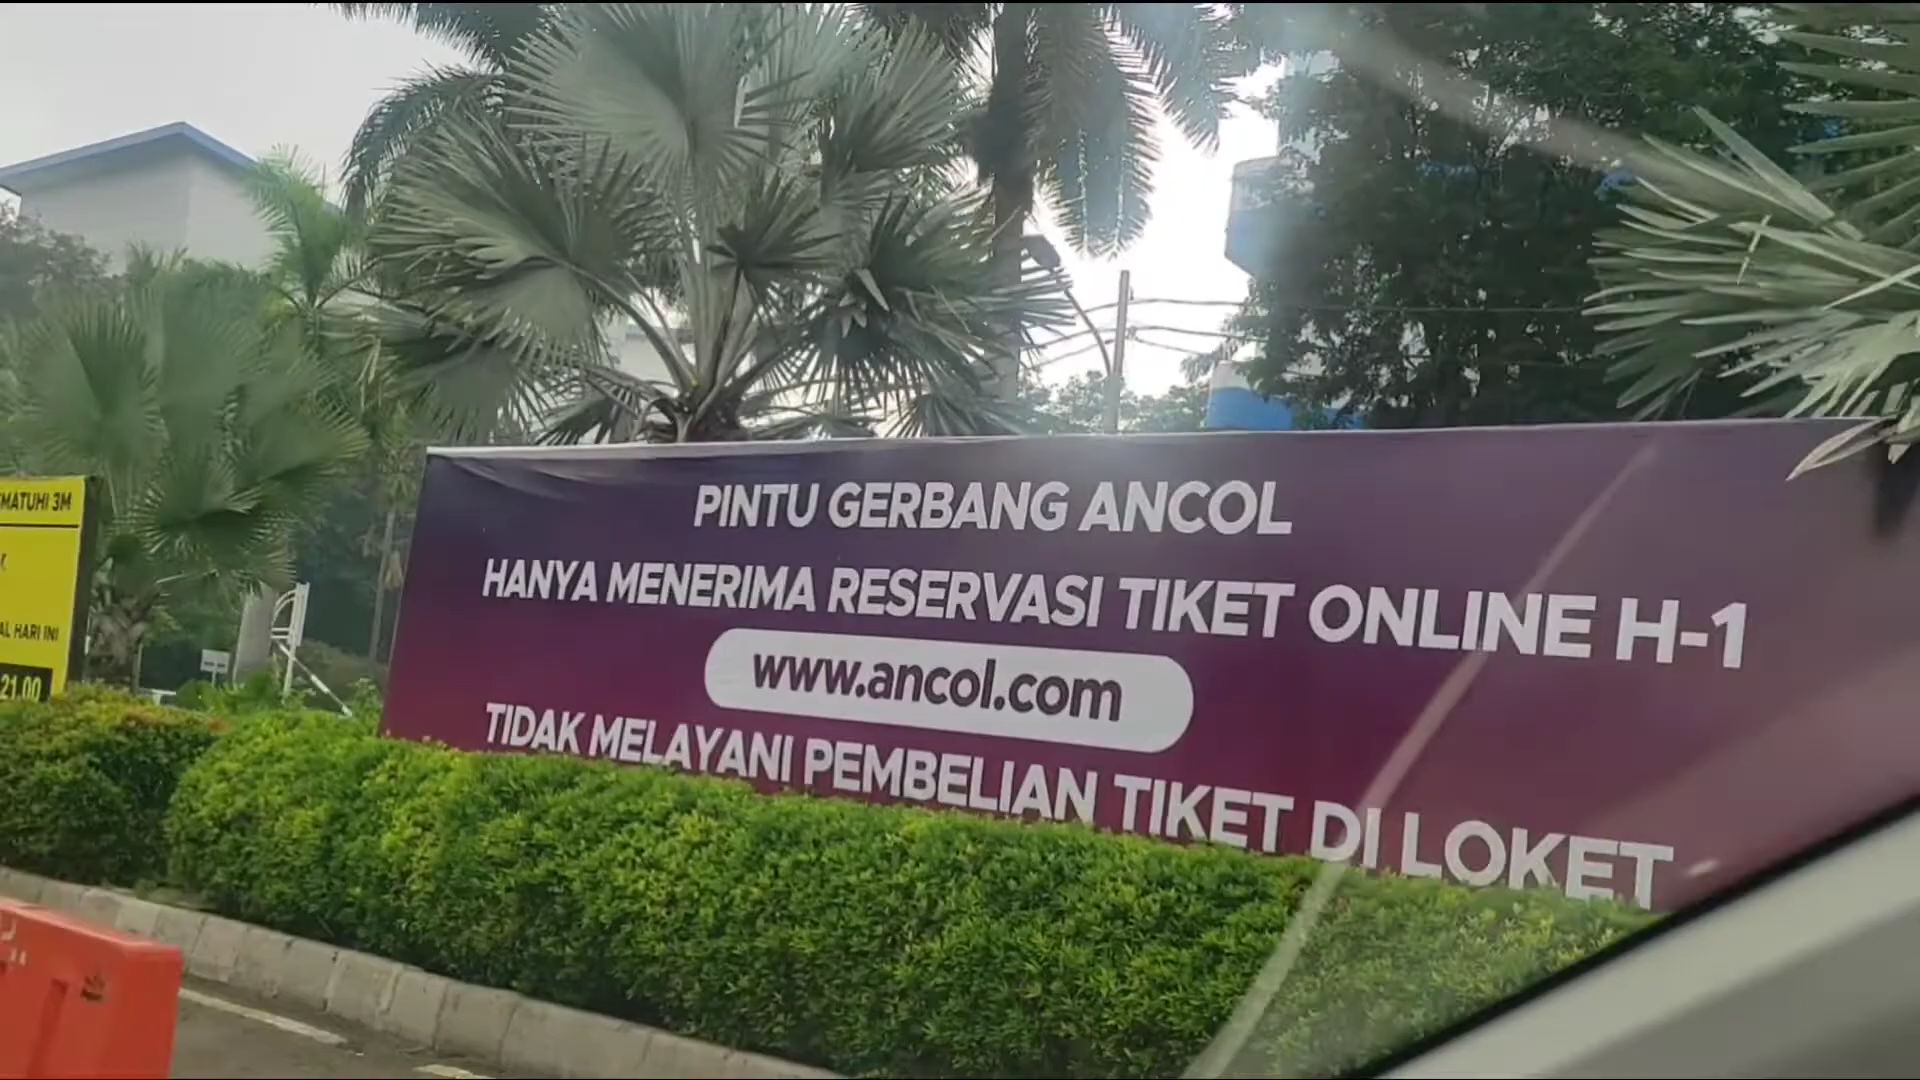 MATUHI 3M
AL HARI INI
21.00
PINTU GERBANG ANCOL
HANYA MENERIMA RESERVASI TIKET ONLINE H-1
www.ancol.com
TIDAK MELAYANI PEMBELIAN TIKET DI LOKET